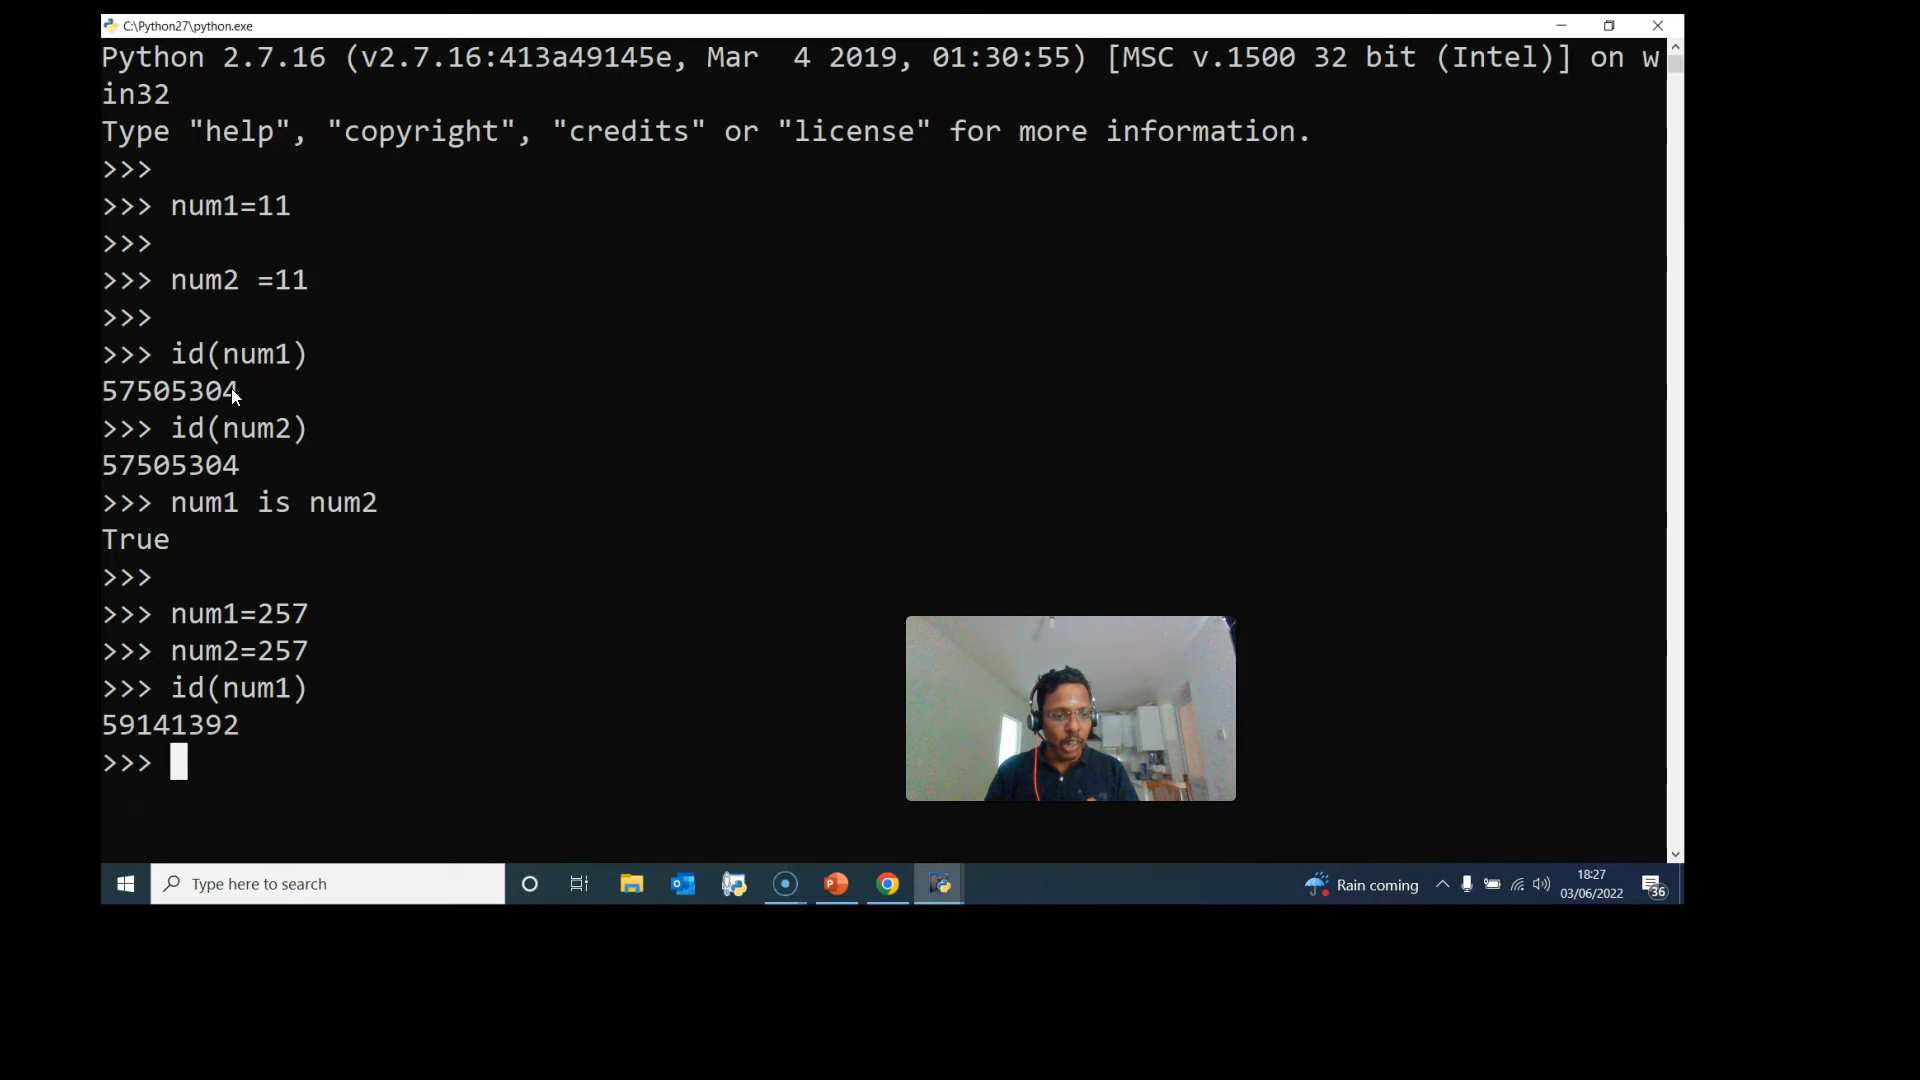 C:\Python27\python.exe
Python 2.7.16 (v2.7.16:413a49145e, Mar  4 2019, 01:30:55) [MSC v.1500 32 bit (Intel)] on w
in32
Type "help", "copyright", "credits" or "license" for more information.
>>>
>>> num1=11
>>>
>>> num2 =11
>>>
>>> id(num1)
57505304
>>> id(num2)
57505304
>>> num1 is num2
True
>>>
>>> num1=257
>>> num2=257
>>> id(num1)
59141392
>>>
Type here to search
Rain coming
18:27
03/06/2022
36